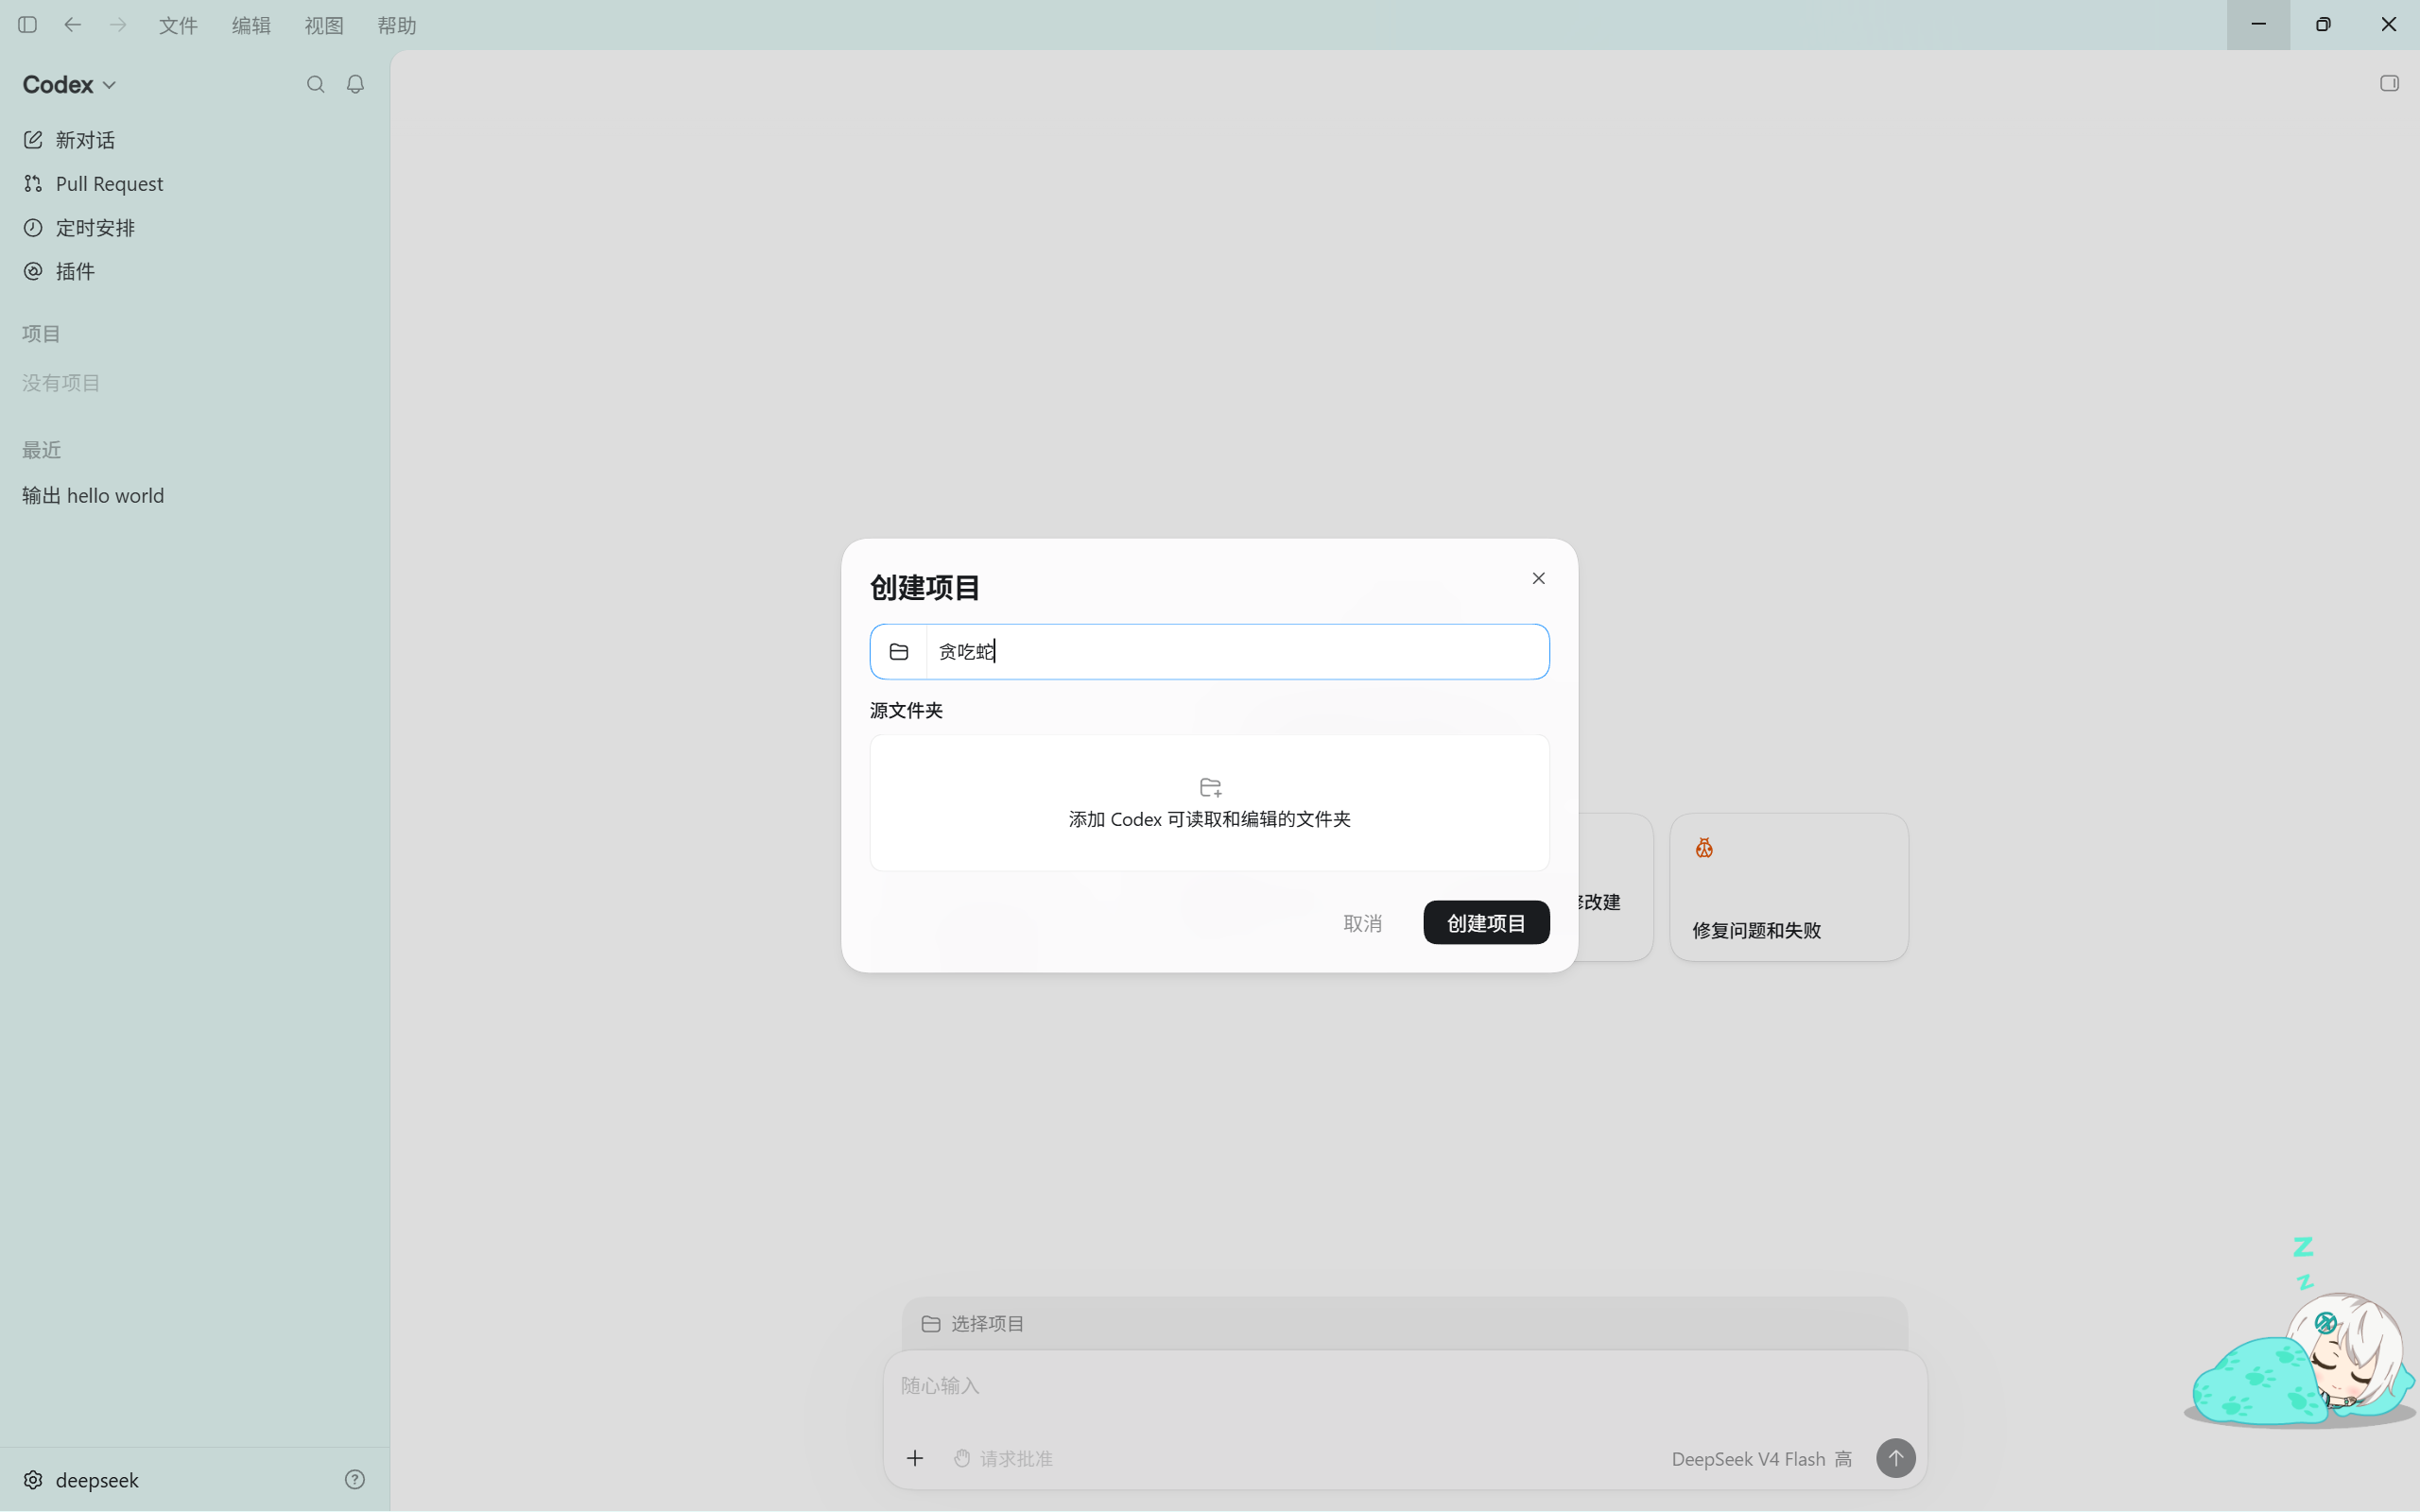 文件 编辑 视图 帮助
Codex
新对话
Pull Request
定时安排
插件
项目
没有项目
最近
输出 hello world
创建项目
贪吃蛇
源文件夹
添加 Codex 可读取和编辑的文件夹
取消 创建项目
改建
修复问题和失败
选择项目
随心输入
请求批准 DeepSeek V4 Flash 高
deepseek
z
z